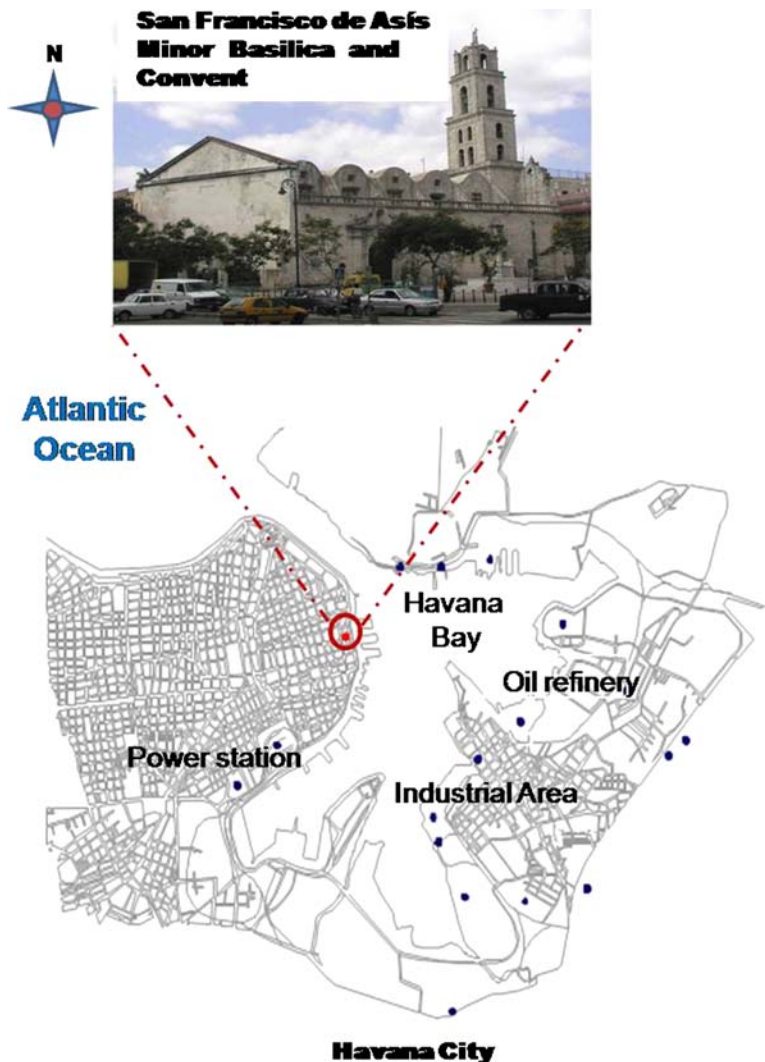 San Francisco de Asís
Minor Basilica and
Convent
N
Atlantic
Ocean
Havana
Bay
Oil refinery
Power station
Industrial Area
Havana City